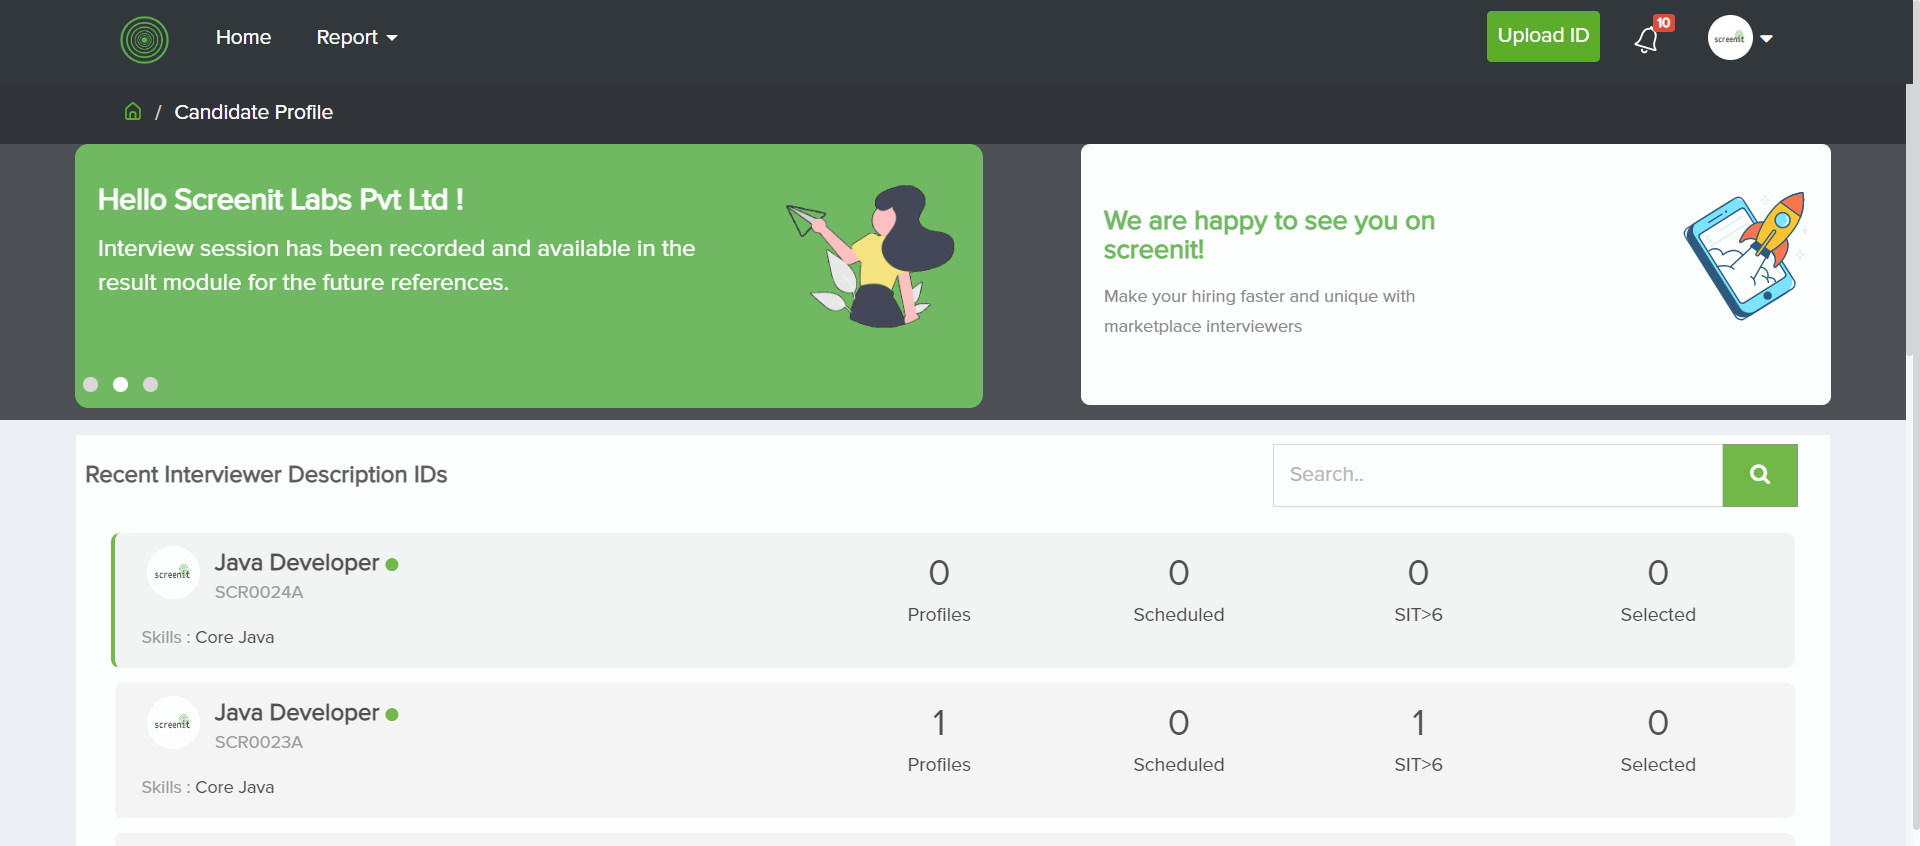 Home
Report
Upload ID
10
screenit
/ Candidate Profile
Hello Screenit Labs Pvt Ltd !
Interview session has been recorded and available in the
result module for the future references.
We are happy to see you on
screenit!
Make your hiring faster and unique with
marketplace interviewers
Recent Interviewer Description IDs
Search..
screenit
Java Developer
SCR0024A
Skills : Core Java
0
Profiles
0
Scheduled
0
SIT>6
0
Selected
screenit
Java Developer
SCR0023A
Skills : Core Java
1
Profiles
0
Scheduled
1
SIT>6
0
Selected